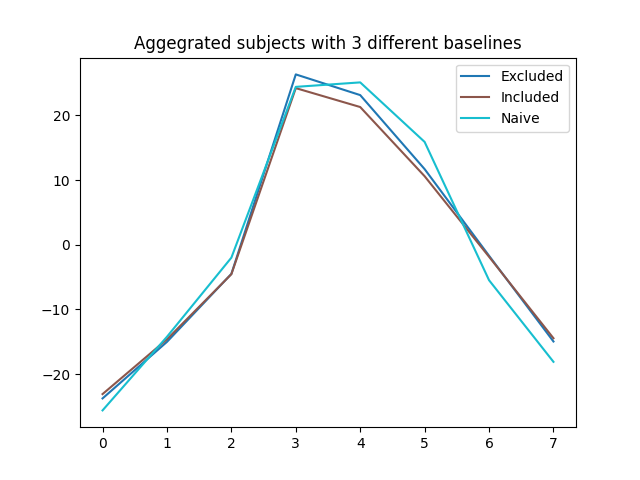 Aggegrated subjects with 3 different baselines
Excluded
Included
Naive
20
10
0
−10
−20
0 1 2 3 4 5 6 7